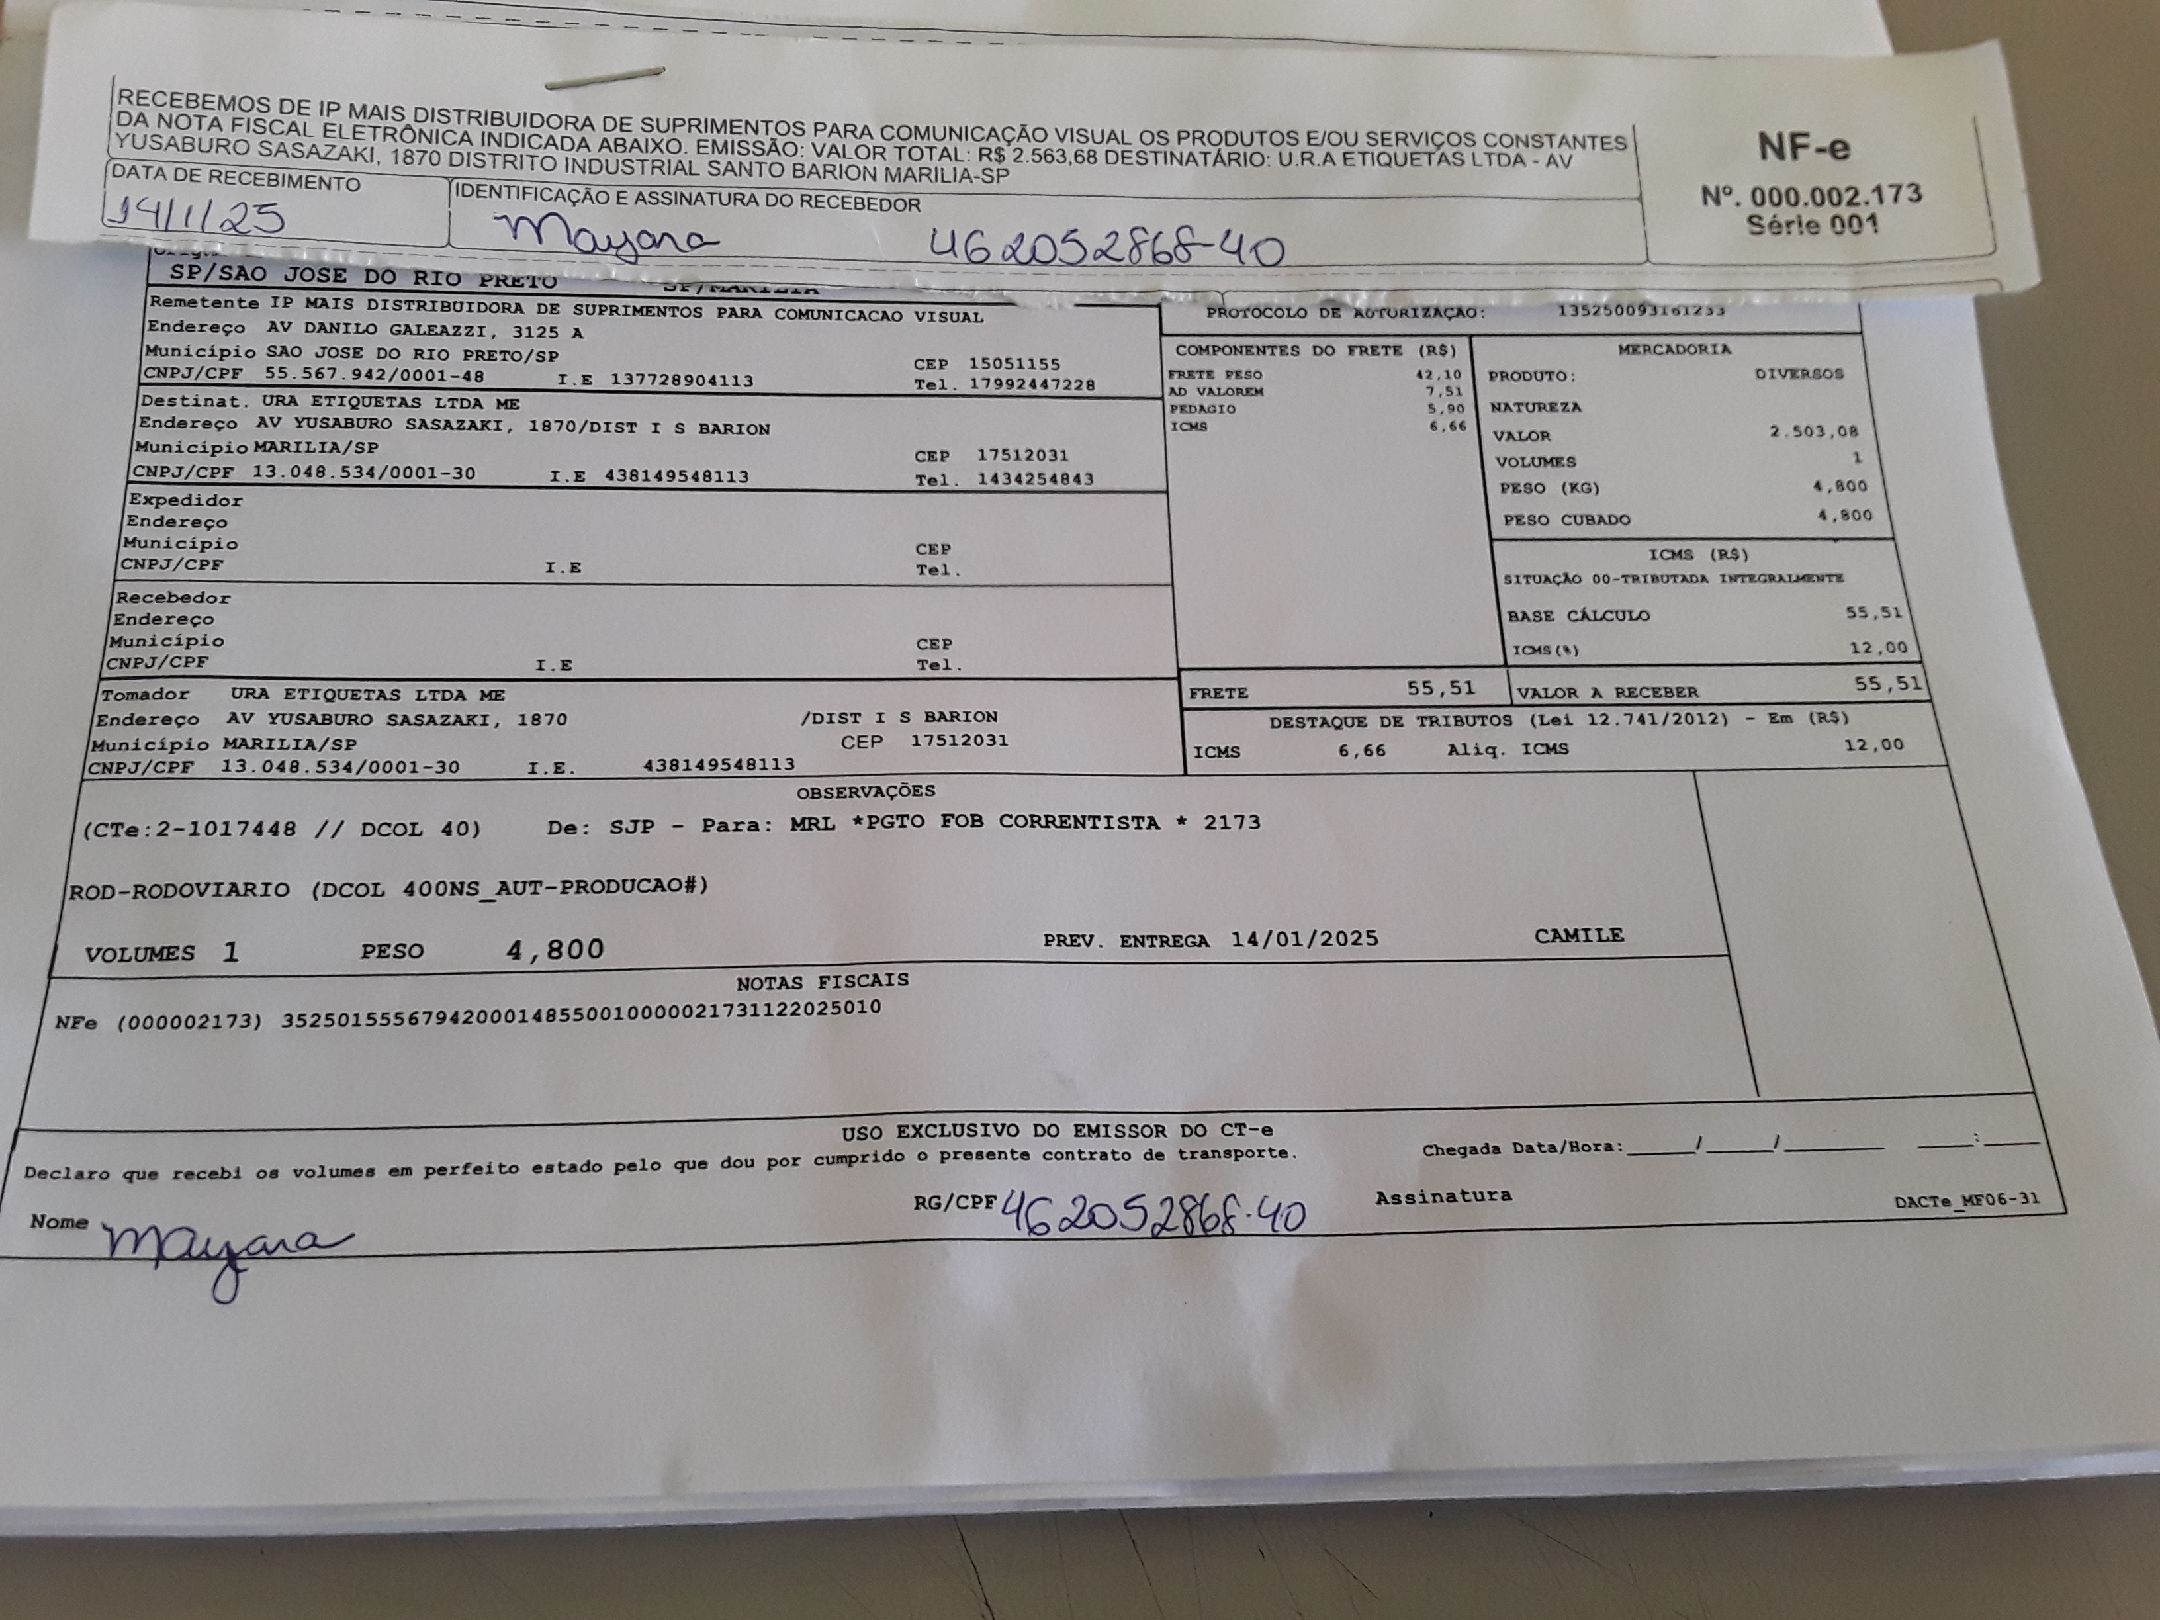 RECEBEMOS DE IP MAIS DISTRIBUIDORA DE SUPRIMENTOS PARA COMUNICAÇÃO VISUAL OS PRODUTOS E/OU SERVIÇOS CONSTANTES
DA NOTA FISCAL ELETRÔNICA INDICADA ABAIXO. EMISSÃO: VALOR TOTAL: R$ 2.563,68 DESTINATÁRIO: U.R.A ETIQUETAS LTDA - AV
YUSABURO SASAZAKI, 1870 DISTRITO INDUSTRIAL SANTO BARION MARILIA-SP
NF-e
Nº. 000.002.173
Série 001
DATA DE RECEBIMENTO
14/1/25
IDENTIFICAÇÃO E ASSINATURA DO RECEBEDOR
Mayara 462052868-40
SP/SAO JOSE DO RIO PRETO SP/MARILIA
Remetente IP MAIS DISTRIBUIDORA DE SUPRIMENTOS PARA COMUNICACAO VISUAL
Endereço AV DANILO GALEAZZI, 3125 A
Município SAO JOSE DO RIO PRETO/SP CEP 15051155
CNPJ/CPF 55.567.942/0001-48 I.E 137728904113 Tel. 17992447228
Destinat. URA ETIQUETAS LTDA ME
Endereço AV YUSABURO SASAZAKI, 1870/DIST I S BARION
Município MARILIA/SP CEP 17512031
CNPJ/CPF 13.048.534/0001-30 I.E 438149548113 Tel. 1434254843
Expedidor
Endereço
Município CEP
CNPJ/CPF I.E Tel.
Recebedor
Endereço
Município CEP
CNPJ/CPF I.E Tel.
Tomador URA ETIQUETAS LTDA ME
Endereço AV YUSABURO SASAZAKI, 1870 /DIST I S BARION
Município MARILIA/SP CEP 17512031
CNPJ/CPF 13.048.534/0001-30 I.E. 438149548113
PROTOCOLO DE AUTORIZAÇÃO: 135250093161233
COMPONENTES DO FRETE (R$)
FRETE PESO 42,10
AD VALOREM 7,51
PEDAGIO 5,90
ICMS 6,66
MERCADORIA
PRODUTO: DIVERSOS
NATUREZA
VALOR 2.503,08
VOLUMES 1
PESO (KG) 4,800
PESO CUBADO 4,800
ICMS (R$)
SITUAÇÃO 00-TRIBUTADA INTEGRALMENTE
BASE CÁLCULO 55,51
ICMS(%) 12,00
FRETE 55,51 VALOR A RECEBER 55,51
DESTAQUE DE TRIBUTOS (Lei 12.741/2012) - Em (R$)
ICMS 6,66 Aliq. ICMS 12,00
OBSERVAÇÕES
(CTe:2-1017448 // DCOL 40) De: SJP - Para: MRL *PGTO FOB CORRENTISTA * 2173
ROD-RODOVIARIO (DCOL 400NS_AUT-PRODUCAO#)
VOLUMES 1 PESO 4,800 PREV. ENTREGA 14/01/2025 CAMILE
NOTAS FISCAIS
NFe (000002173) 35250155567942000148550010000021731122025010
USO EXCLUSIVO DO EMISSOR DO CT-e
Declaro que recebi os volumes em perfeito estado pelo que dou por cumprido o presente contrato de transporte. Chegada Data/Hora:_____/_____/_______ ____:____
Nome Mayara RG/CPF 462052868-40 Assinatura DACTe_MF06-31